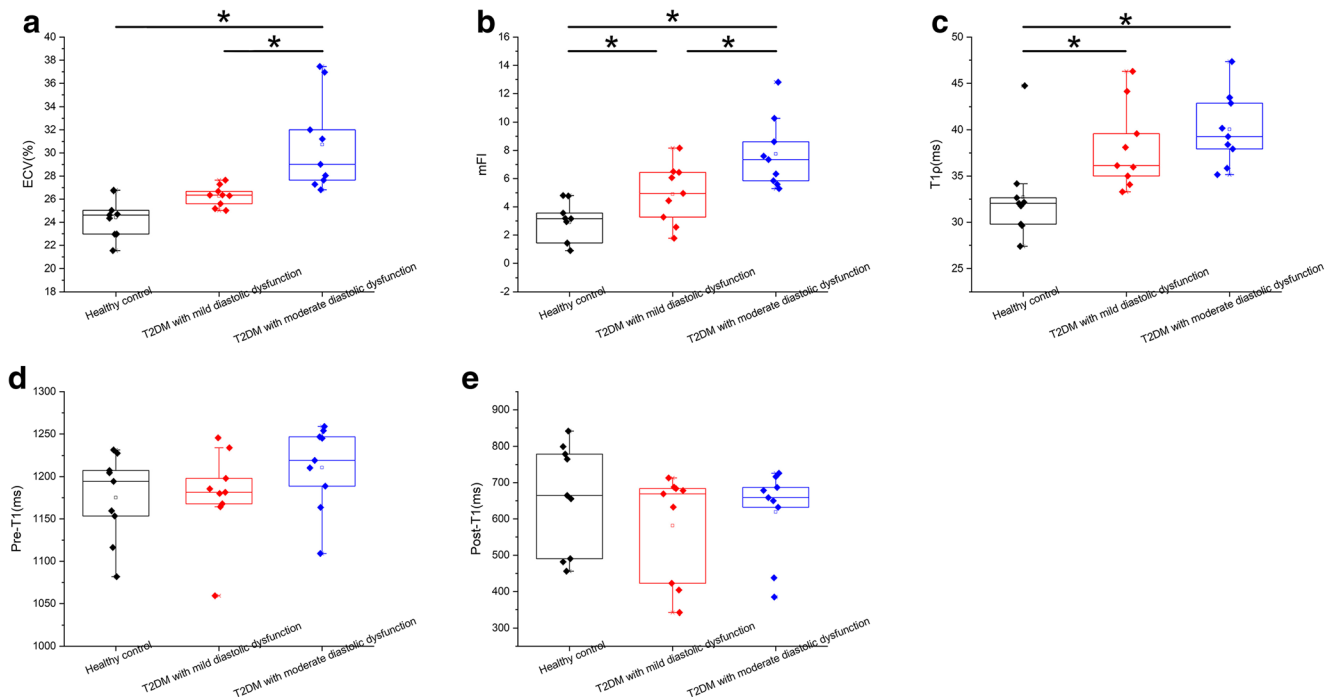 a
*
*
40
38
36
34
32
30
28
26
24
22
20
18
ECV(%)
Healthy control
T2DM with mild diastolic dysfunction
T2DM with moderate diastolic dysfunction
b
*
*
*
16
14
12
10
8
6
4
2
0
-2
mFI
Healthy control
T2DM with mild diastolic dysfunction
T2DM with moderate diastolic dysfunction
c
*
*
50
45
40
35
30
25
T1ρ(ms)
Healthy control
T2DM with mild diastolic dysfunction
T2DM with moderate diastolic dysfunction
d
1300
1250
1200
1150
1100
1050
1000
Pre-T1(ms)
Healthy control
T2DM with mild diastolic dysfunction
T2DM with moderate diastolic dysfunction
e
900
800
700
600
500
400
300
Post-T1(ms)
Healthy control
T2DM with mild diastolic dysfunction
T2DM with moderate diastolic dysfunction